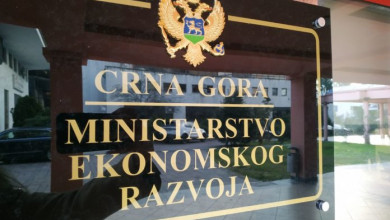 CRNA GORA
MINISTARSTVO
EKONOMSKOG
RAZVOJA